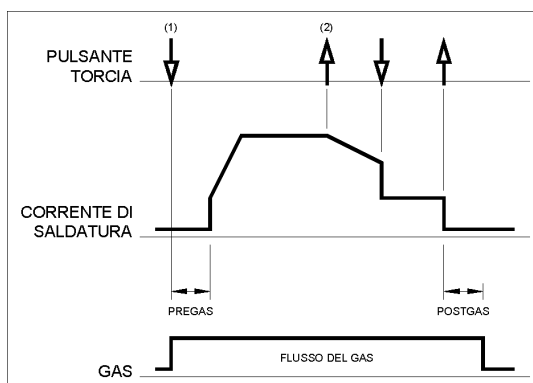 (1)
(2)
PULSANTE
TORCIA
CORRENTE DI
SALDATURA
PREGAS
POSTGAS
FLUSSO DEL GAS
GAS